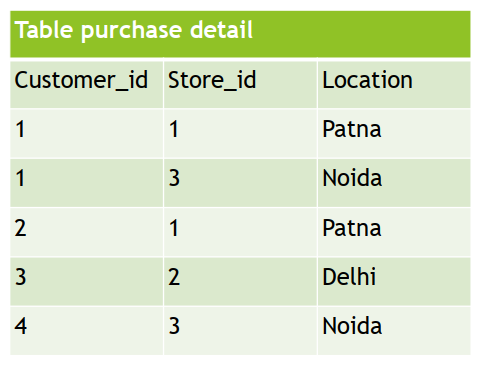 Table purchase detail
Customer_id Store_id Location
1 1 Patna
1 3 Noida
2 1 Patna
3 2 Delhi
4 3 Noida